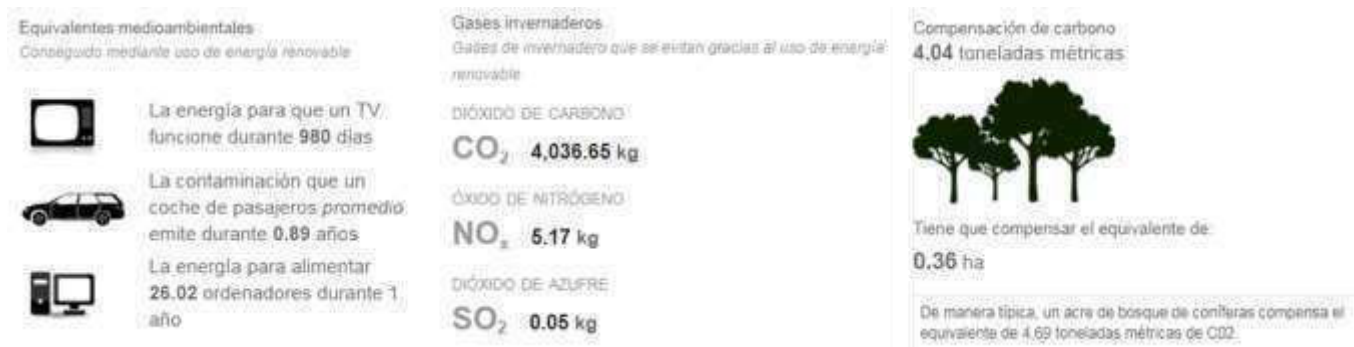 Equivalentes medioambientales
Conseguido mediante uso de energía renovable
La energía para que un TV
funcione durante 980 días
La contaminación que un
coche de pasajeros promedio
emite durante 0.89 años
La energía para alimentar
26.02 ordenadores durante 1
año
Gases invernaderos
Gases de invernadero que se evitan gracias al uso de energía
renovable
DIÓXIDO DE CARBONO
CO₂ 4,036.65 kg
ÓXIDO DE NITRÓGENO
NOₓ 5.17 kg
DIÓXIDO DE AZUFRE
SO₂ 0.05 kg
Compensación de carbono
4.04 toneladas métricas
Tiene que compensar el equivalente de:
0.36 ha
De manera típica, un acre de bosque de coníferas compensa el
equivalente de 4,69 toneladas métricas de C02.